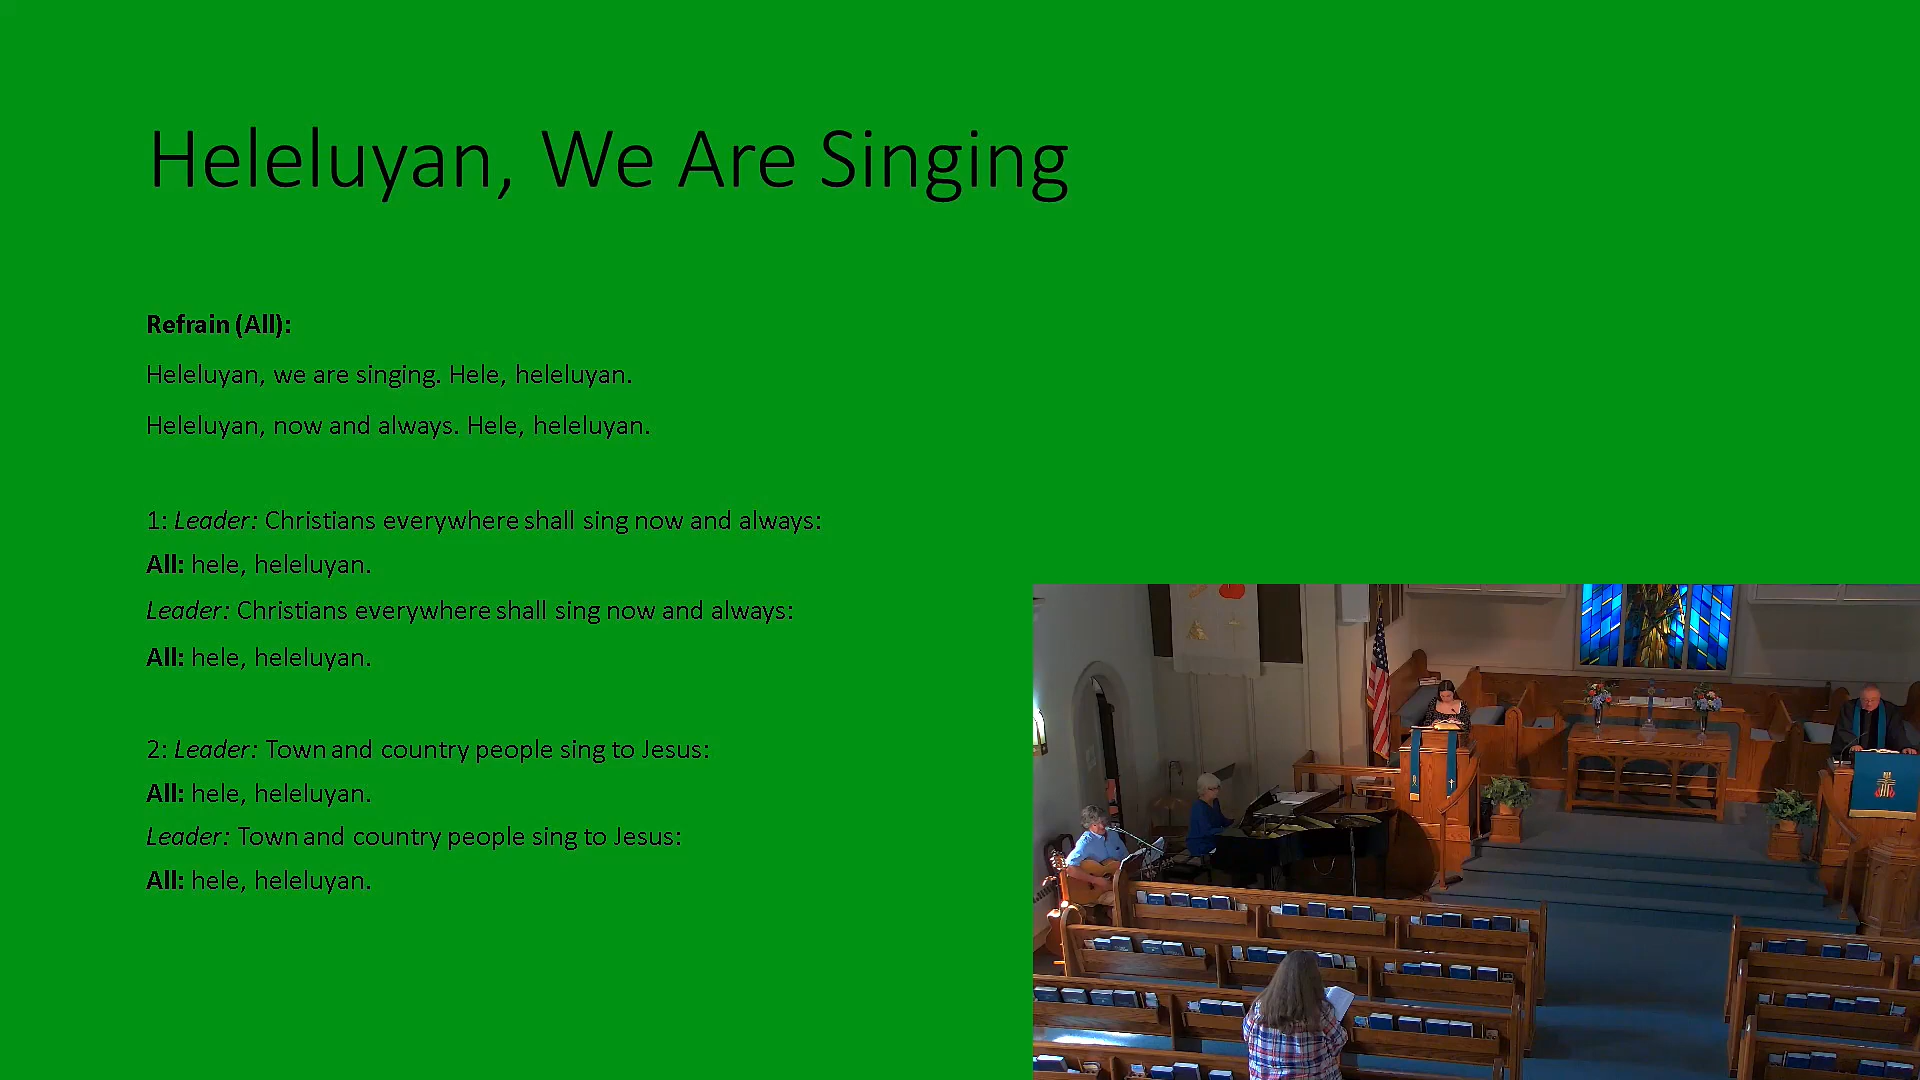 Heleluyan, We Are Singing
Refrain (All):
Heleluyan, we are singing. Hele, heleluyan.
Heleluyan, now and always. Hele, heleluyan.
1: Leader: Christians everywhere shall sing now and always:
All: hele, heleluyan.
Leader: Christians everywhere shall sing now and always:
All: hele, heleluyan.
2: Leader: Town and country people sing to Jesus:
All: hele, heleluyan.
Leader: Town and country people sing to Jesus:
All: hele, heleluyan.